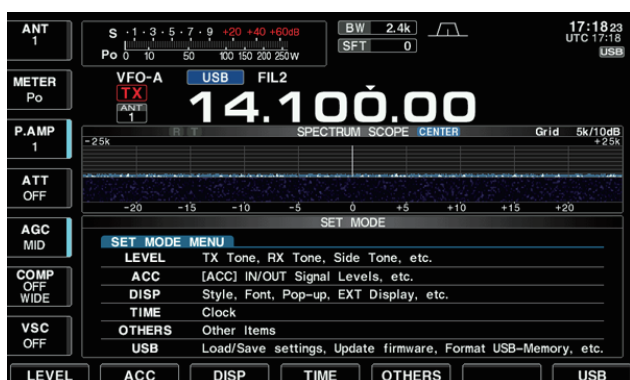 ANT
1
S 1 3 5 7 9 +20 +40 +60dB
Po 0 10 50 100 150 200 250W
BW 2.4k
SFT 0
17:18 23
UTC 17:18
USB
METER
Po
VFO-A USB FIL2
TX
ANT
1
14.100.00
P.AMP
1
R T SPECTRUM SCOPE CENTER Grid 5k/10dB
-25k +25k
ATT
OFF
-20 -15 -10 -5 0 +5 +10 +15 +20
AGC
MID
SET MODE
SET MODE MENU
LEVEL TX Tone, RX Tone, Side Tone, etc.
ACC [ACC] IN/OUT Signal Levels, etc.
DISP Style, Font, Pop-up, EXT Display, etc.
TIME Clock
OTHERS Other Items
USB Load/Save settings, Update firmware, Format USB-Memory, etc.
COMP
OFF
WIDE
VSC
OFF
LEVEL ACC DISP TIME OTHERS USB